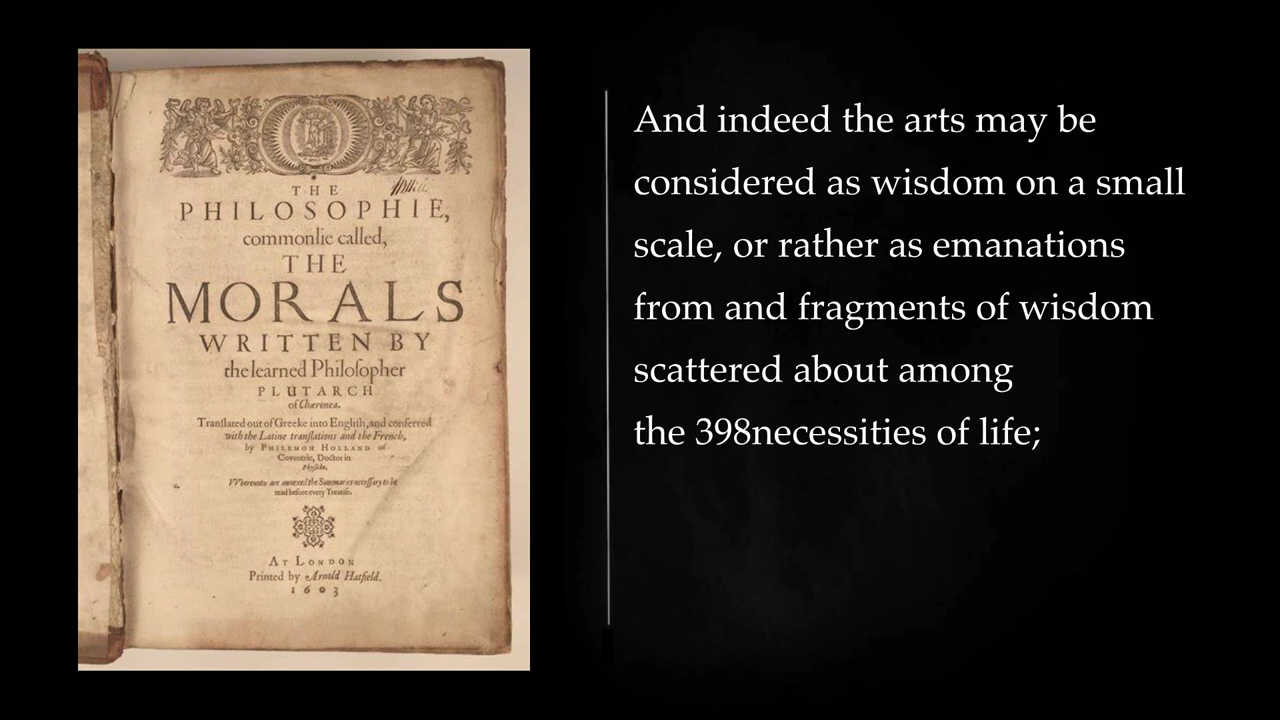 THE
PHILOSOPHIE,
commonlie called,
THE
MORALS
WRITTEN BY
the learned Philoſopher
PLUTARCH
of Chæronea.
Tranſlated out of Greeke into Engliſh, and conferred
with the Latine tranſlations and the French,
by PHILEMON HOLLAND of
Coventrie, Doctor in
Phyſicke.
VVhereunto are annexed the Summaries neceſſary to be
read before every Treatiſe.
AT LONDON
Printed by Arnold Hatfield.
1603
And indeed the arts may be
considered as wisdom on a small
scale, or rather as emanations
from and fragments of wisdom
scattered about among
the 398necessities of life;